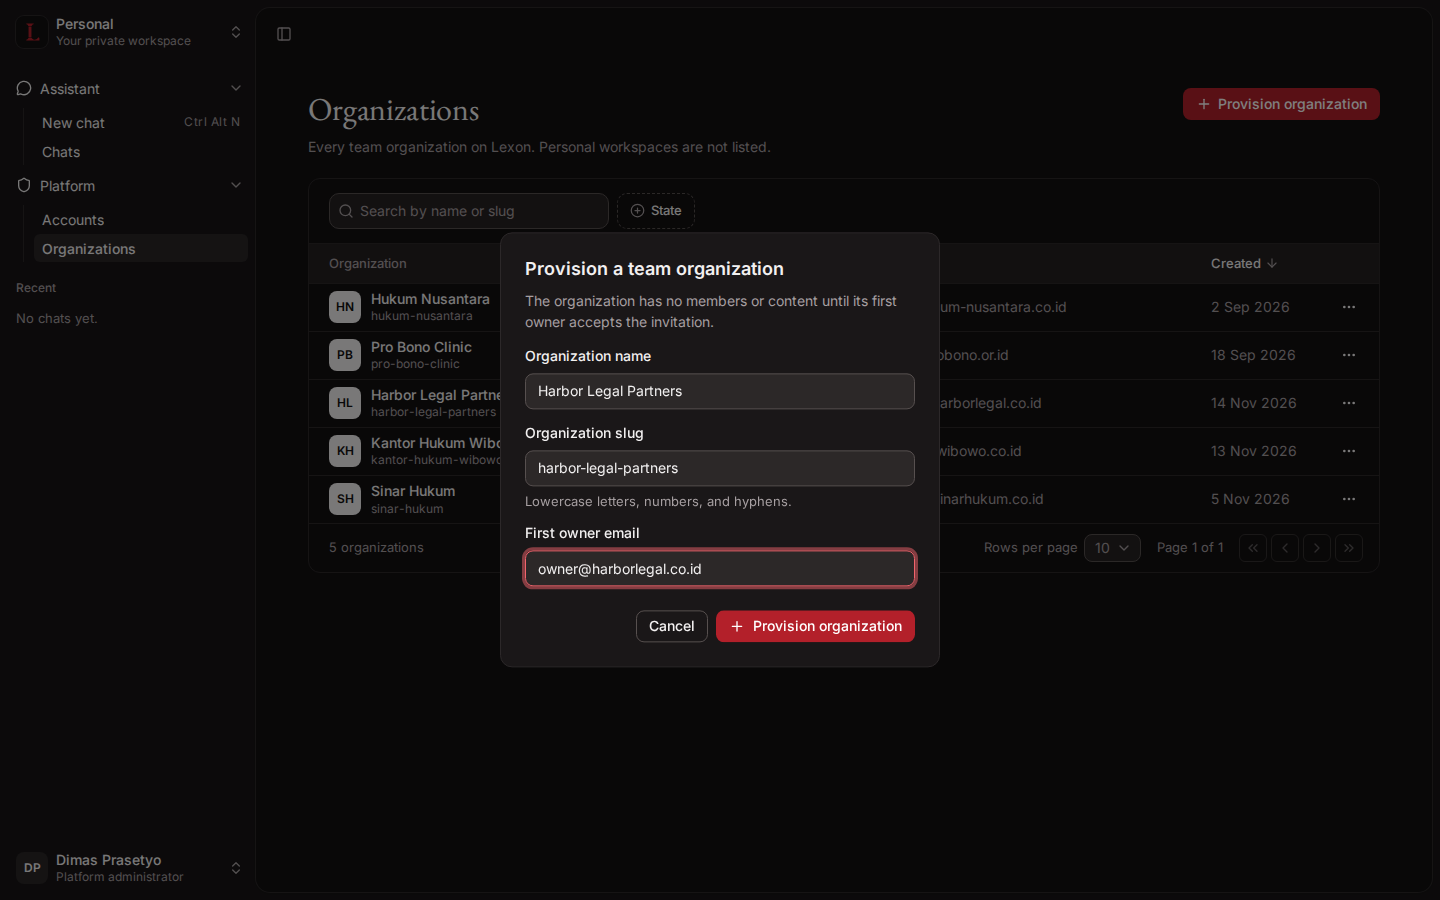 L
Personal
Your private workspace
Assistant
New chat
Ctrl Alt N
Chats
Platform
Accounts
Organizations
Recent
No chats yet.
DP
Dimas Prasetyo
Platform administrator
Organizations
Provision organization
Every team organization on Lexon. Personal workspaces are not listed.
Search by name or slug
State
Organization
Created
HN
Hukum Nusantara
hukum-nusantara
um-nusantara.co.id
2 Sep 2026
PB
Pro Bono Clinic
pro-bono-clinic
obono.or.id
18 Sep 2026
HL
Harbor Legal Partne
harbor-legal-partners
arborlegal.co.id
14 Nov 2026
KH
Kantor Hukum Wibo
kantor-hukum-wibowo
wibowo.co.id
13 Nov 2026
SH
Sinar Hukum
sinar-hukum
inarhukum.co.id
5 Nov 2026
5 organizations
Rows per page
10
Page 1 of 1
Provision a team organization
The organization has no members or content until its first
owner accepts the invitation.
Organization name
Harbor Legal Partners
Organization slug
harbor-legal-partners
Lowercase letters, numbers, and hyphens.
First owner email
owner@harborlegal.co.id
Cancel
Provision organization